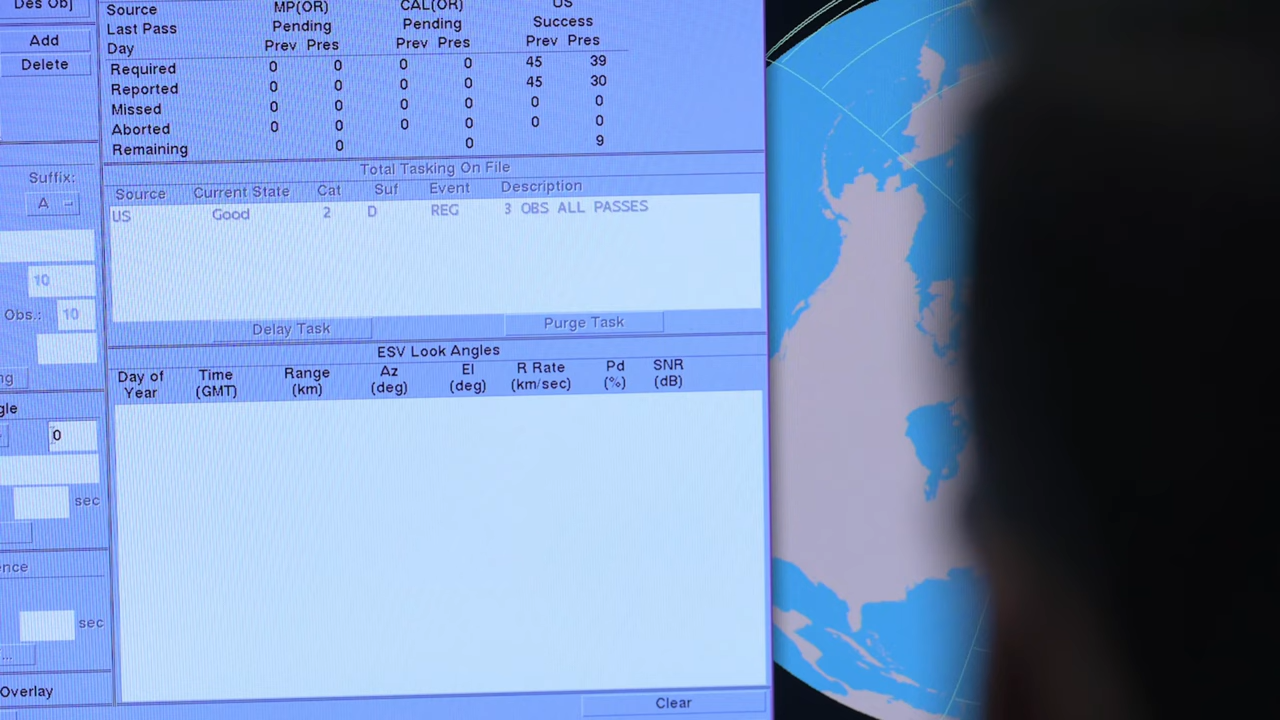 Des Obj
Add
Delete
Source MP(OR) CAL(OR) US
Last Pass Pending Pending Success
Day Prev Pres Prev Pres Prev Pres
Required 0 0 0 0 45 39
Reported 0 0 0 0 45 30
Missed 0 0 0 0 0 0
Aborted 0 0 0 0 0 0
Remaining 0 0 9
Total Tasking On File
Source Current State Cat Suf Event Description
US Good 2 D REG 3 OBS ALL PASSES
Delay Task Purge Task
ESV Look Angles
Day of Year Time (GMT) Range (km) Az (deg) El (deg) R Rate (km/sec) Pd (%) SNR (dB)
Clear
Suffix:
A
10
Obs.: 10
0
sec
sec
Overlay